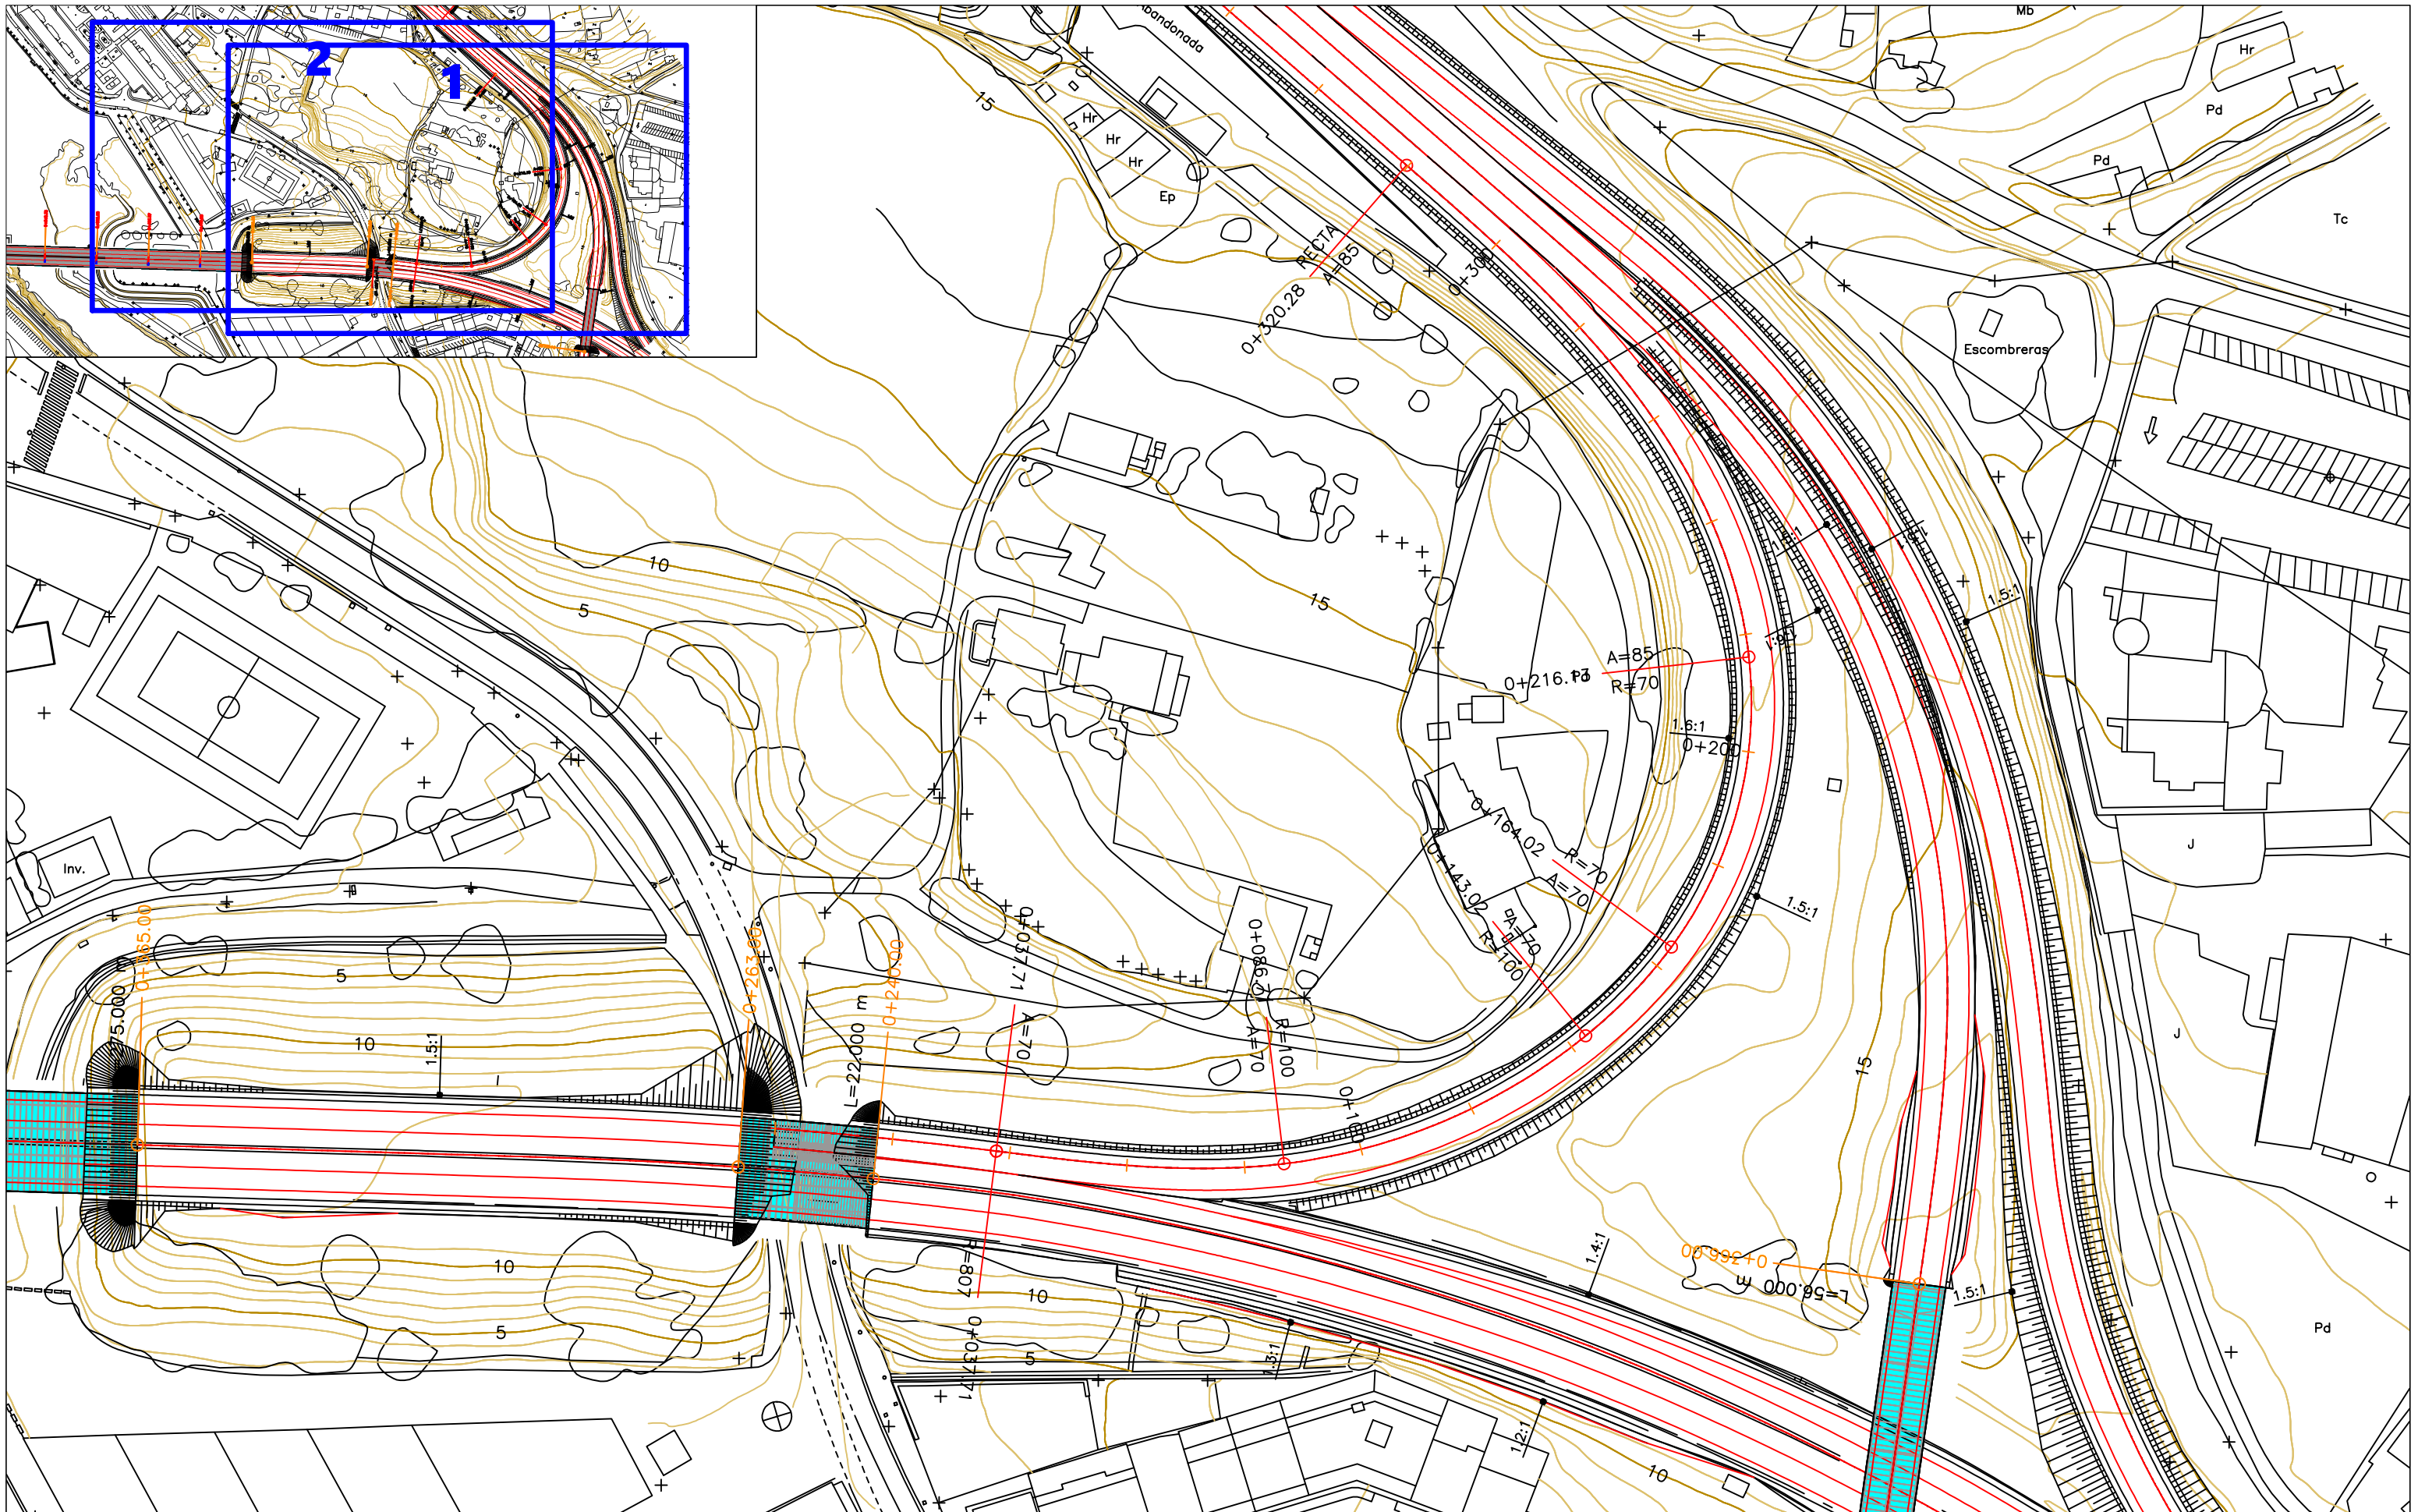 2
1
Abandonada
Mb
Hr
15
Hr
Hr
Hr
Pd
Pd
Ep
Tc
RECTA
A=85
0+320.28
0+300
Escombreras
10
5
15
1.5:1
A=85
0+216.13
Pd
R=70
1.6:1
0+200
0+164.02
R=70
A=70
0+143.02
A=70
R=100
1.5:1
J
Inv.
0+365.00
0+263.00
0+240.00
0+037.71
A=70
0+086.70
R=100
A=70
5
10
1.5:1
L=22.000 m
0+100
15
J
1.4:1
0+366.00
L=56.000 m
1.5:1
10
5
R=807
0+037.71
10
5
1.3:1
1.2:1
10
Pd